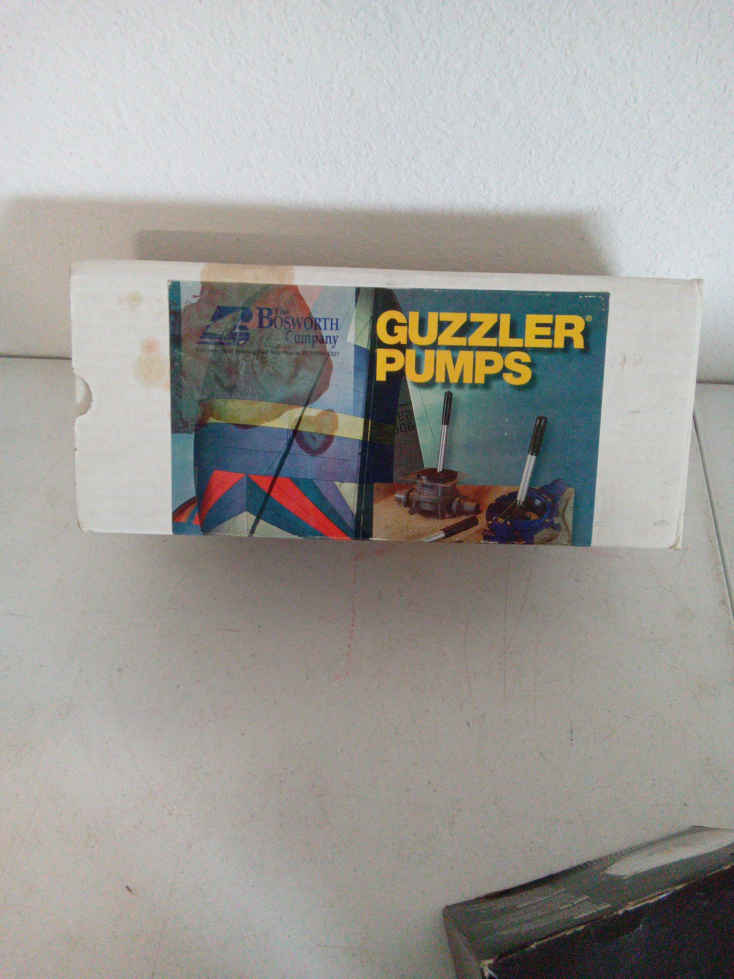 The
BOSWORTH
Company
GUZZLER®
PUMPS